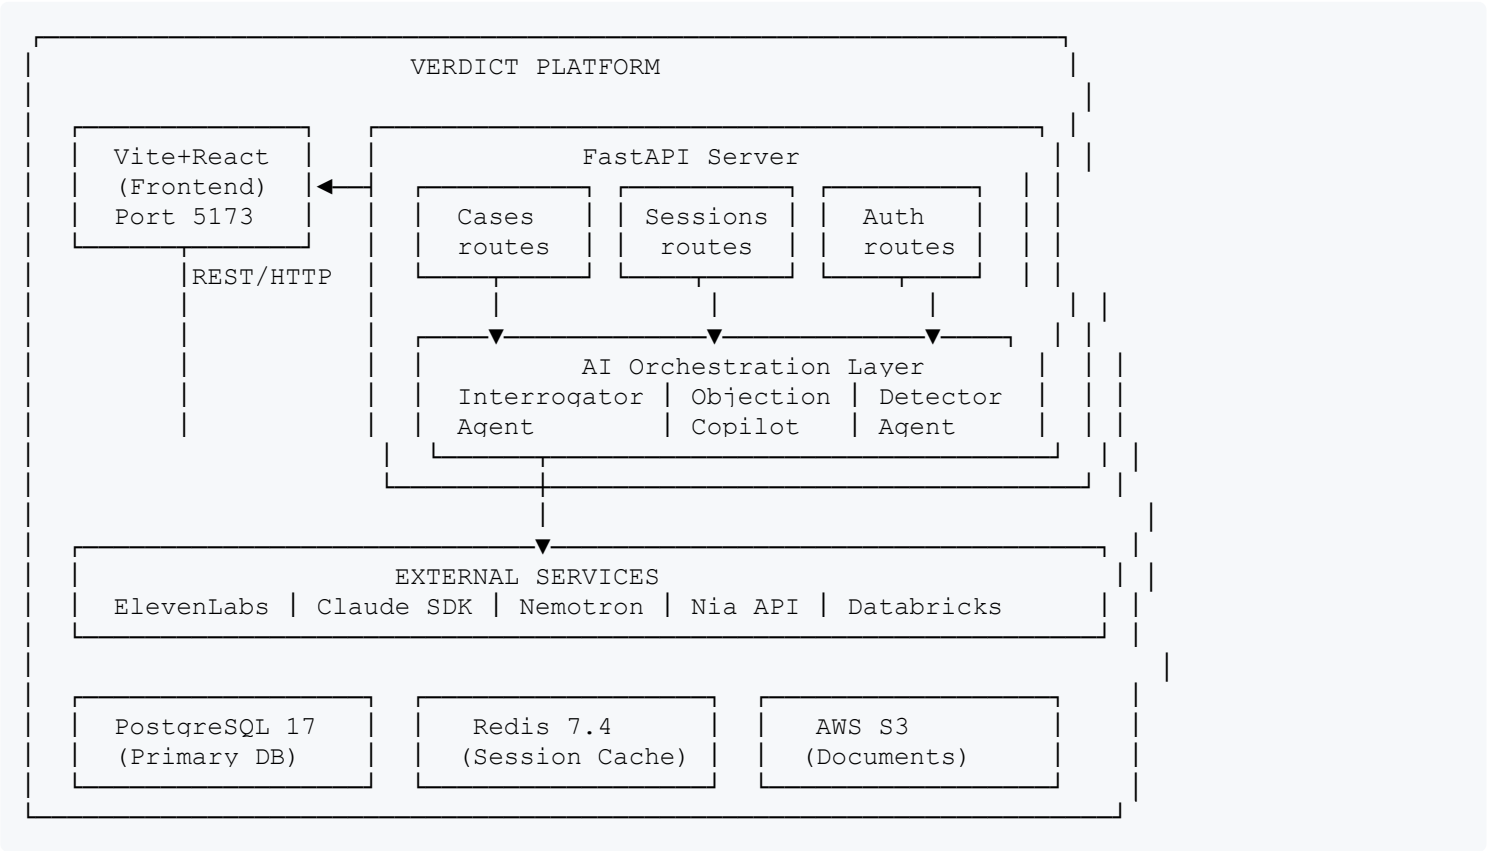 VERDICT PLATFORM
Vite+React
FastAPI Server
(Frontend)
Port 5173
Cases
Sessions
Auth
routes
routes
routes
REST/HTTP
AI Orchestration Layer
Interrogator | Objection | Detector
Agent | Copilot | Agent
EXTERNAL SERVICES
ElevenLabs | Claude SDK | Nemotron | Nia API | Databricks
PostgreSQL 17
Redis 7.4
AWS S3
(Primary DB)
(Session Cache)
(Documents)